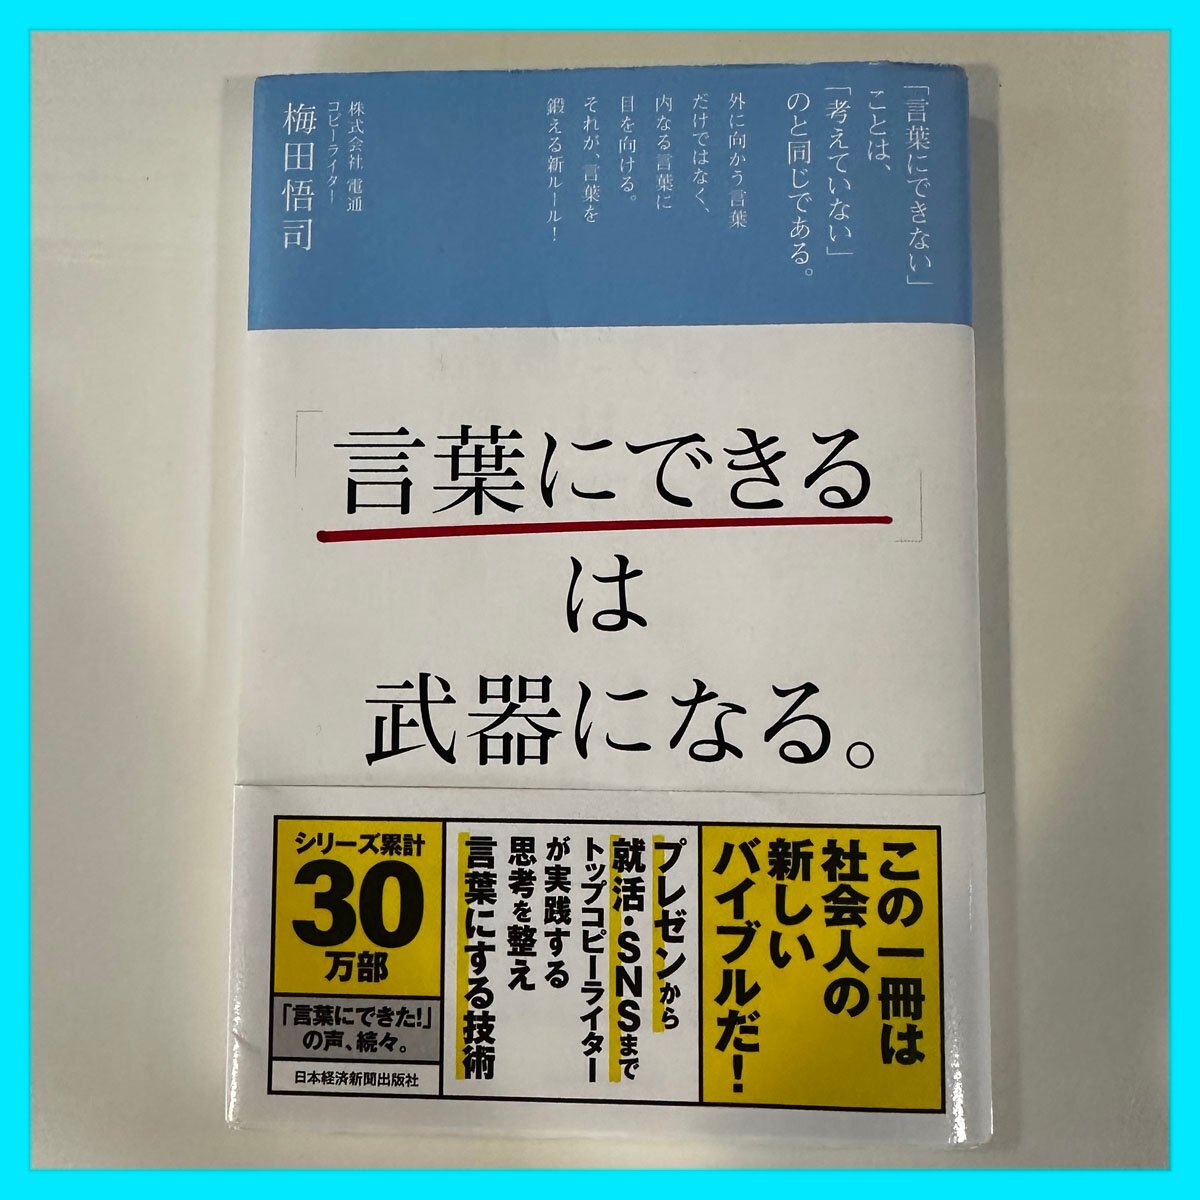 「言葉にできない」
ことは、
「考えていない」
のと同じである。
外に向かう言葉
だけではなく、
内なる言葉に
目を向ける。
それが、言葉を
鍛える新ルール!
株式会社 電通
コピーライター
梅田悟司
「言葉にできる」
は
武器になる。
この一冊は
社会人の
新しい
バイブルだ!
プレゼンから
就活・SNSまで
トップコピーライター
が実践する
思考を整え
言葉にする技術
シリーズ累計
30
万部
「言葉にできた!」
の声、続々。
日本経済新聞出版社